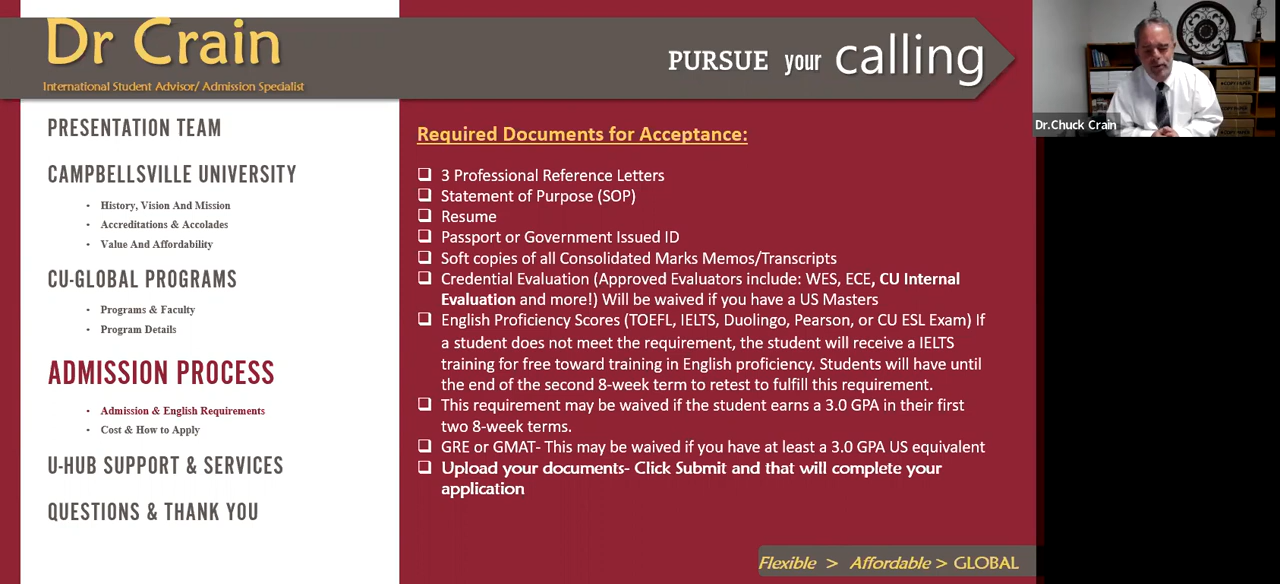 Dr Crain
International Student Advisor/ Admission Specialist
PURSUE your calling
PRESENTATION TEAM
CAMPBELLSVILLE UNIVERSITY
• History, Vision And Mission
• Accreditations & Accolades
• Value And Affordability
CU-GLOBAL PROGRAMS
• Programs & Faculty
• Program Details
ADMISSION PROCESS
• Admission & English Requirements
• Cost & How to Apply
U-HUB SUPPORT & SERVICES
QUESTIONS & THANK YOU
Required Documents for Acceptance:
❑ 3 Professional Reference Letters
❑ Statement of Purpose (SOP)
❑ Resume
❑ Passport or Government Issued ID
❑ Soft copies of all Consolidated Marks Memos/Transcripts
❑ Credential Evaluation (Approved Evaluators include: WES, ECE, CU Internal
Evaluation and more!) Will be waived if you have a US Masters
❑ English Proficiency Scores (TOEFL, IELTS, Duolingo, Pearson, or CU ESL Exam) If
a student does not meet the requirement, the student will receive a IELTS
training for free toward training in English proficiency. Students will have until
the end of the second 8-week term to retest to fulfill this requirement.
❑ This requirement may be waived if the student earns a 3.0 GPA in their first
two 8-week terms.
❑ GRE or GMAT- This may be waived if you have at least a 3.0 GPA US equivalent
❑ Upload your documents- Click Submit and that will complete your
application
Flexible > Affordable > GLOBAL
Dr.Chuck Crain